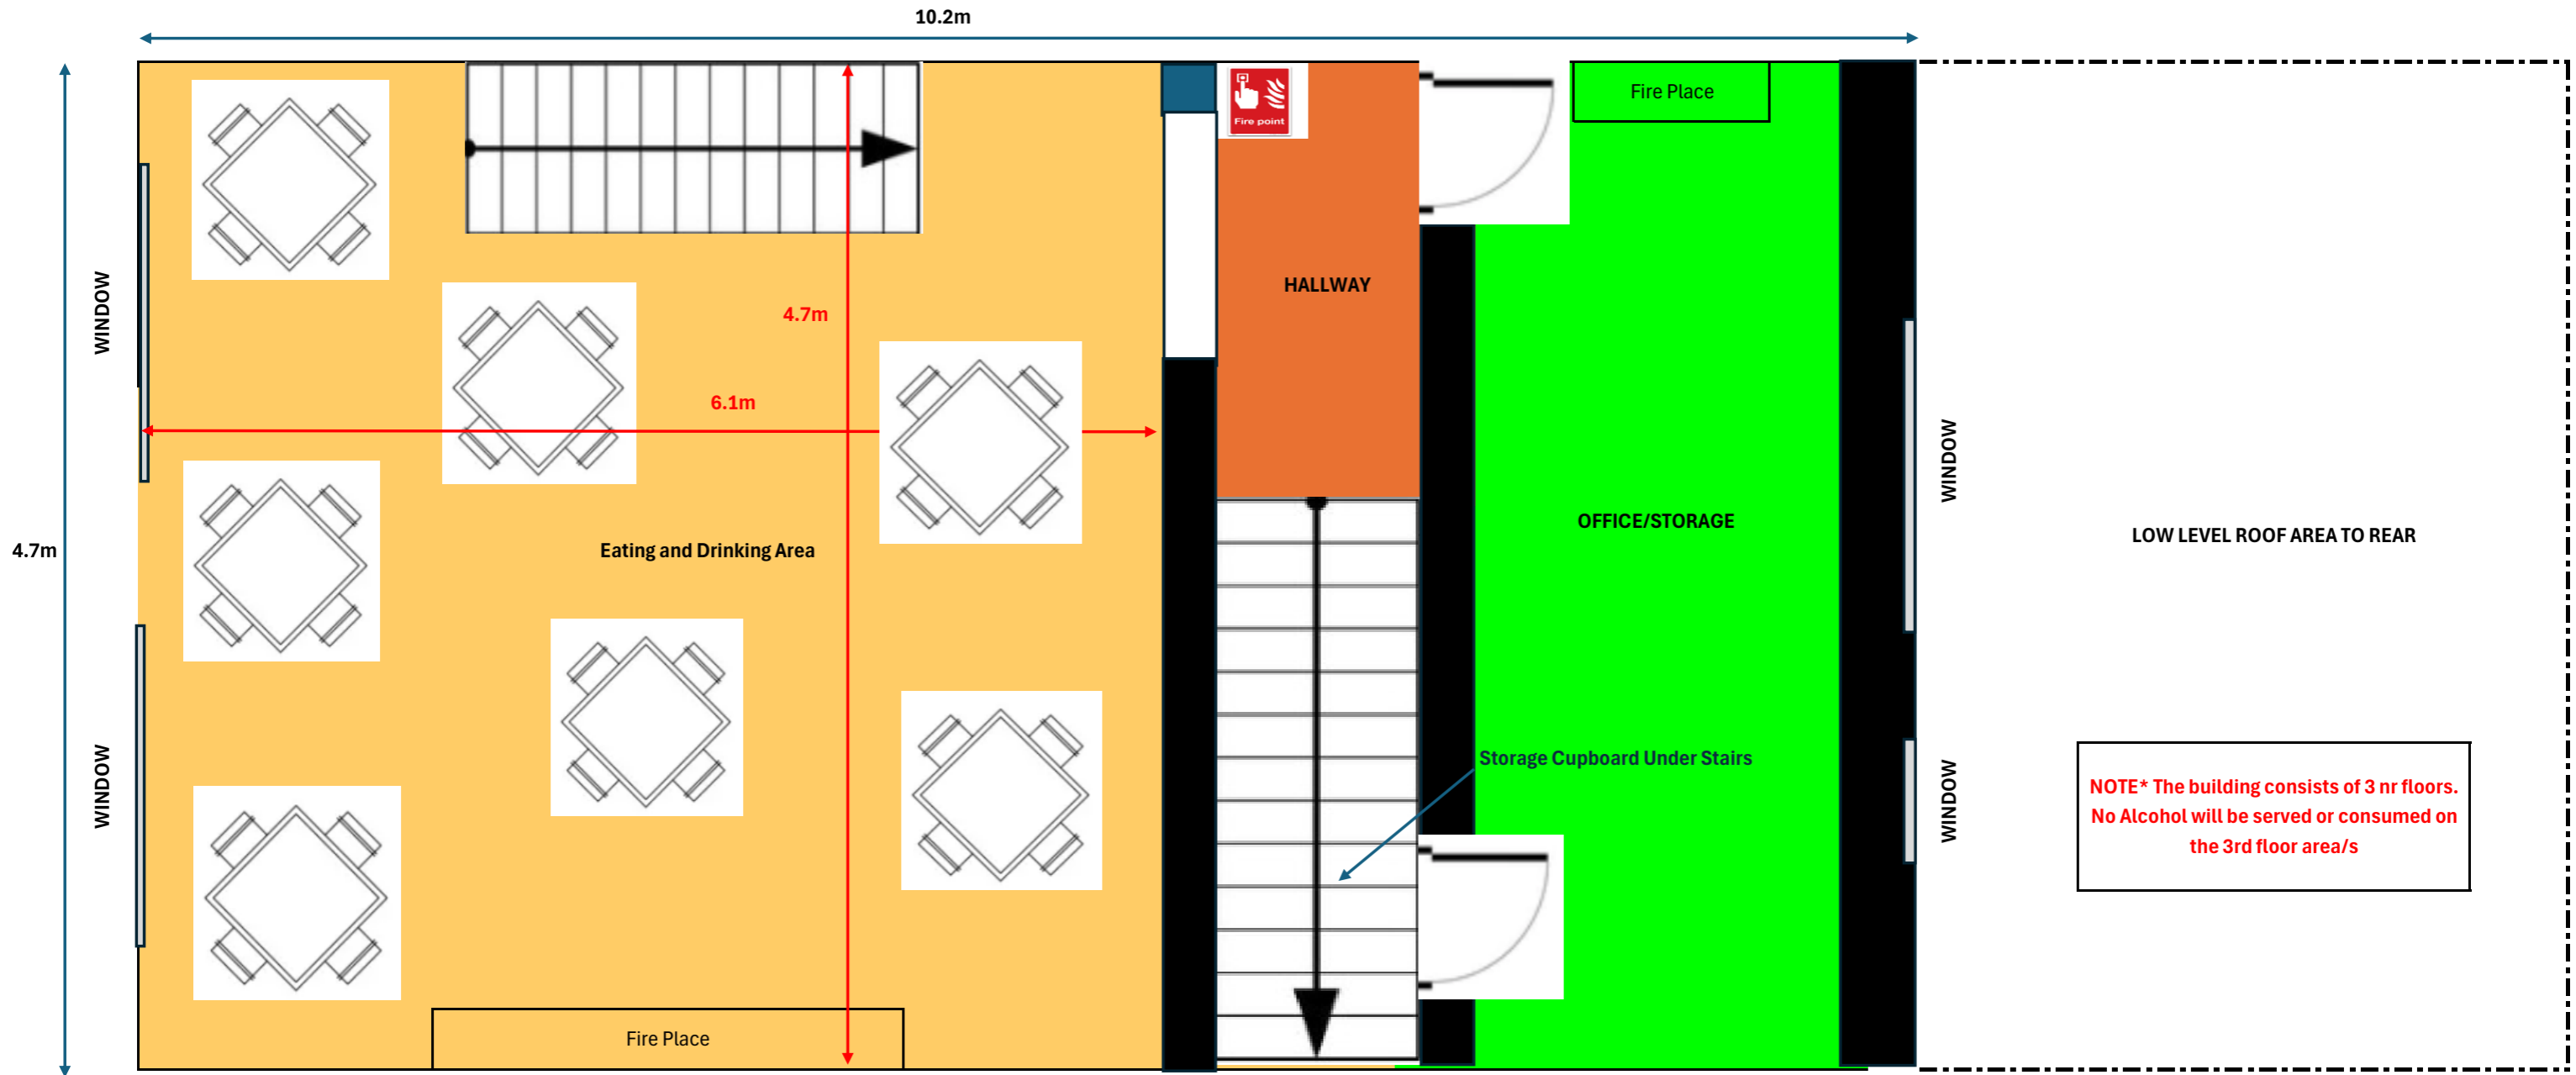 10.2m
Fire point
Fire Place
WINDOW
HALLWAY
4.7m
6.1m
WINDOW
OFFICE/STORAGE
LOW LEVEL ROOF AREA TO REAR
4.7m
Eating and Drinking Area
Storage Cupboard Under Stairs
WINDOW
WINDOW
NOTE* The building consists of 3 nr floors.
No Alcohol will be served or consumed on
the 3rd floor area/s
Fire Place